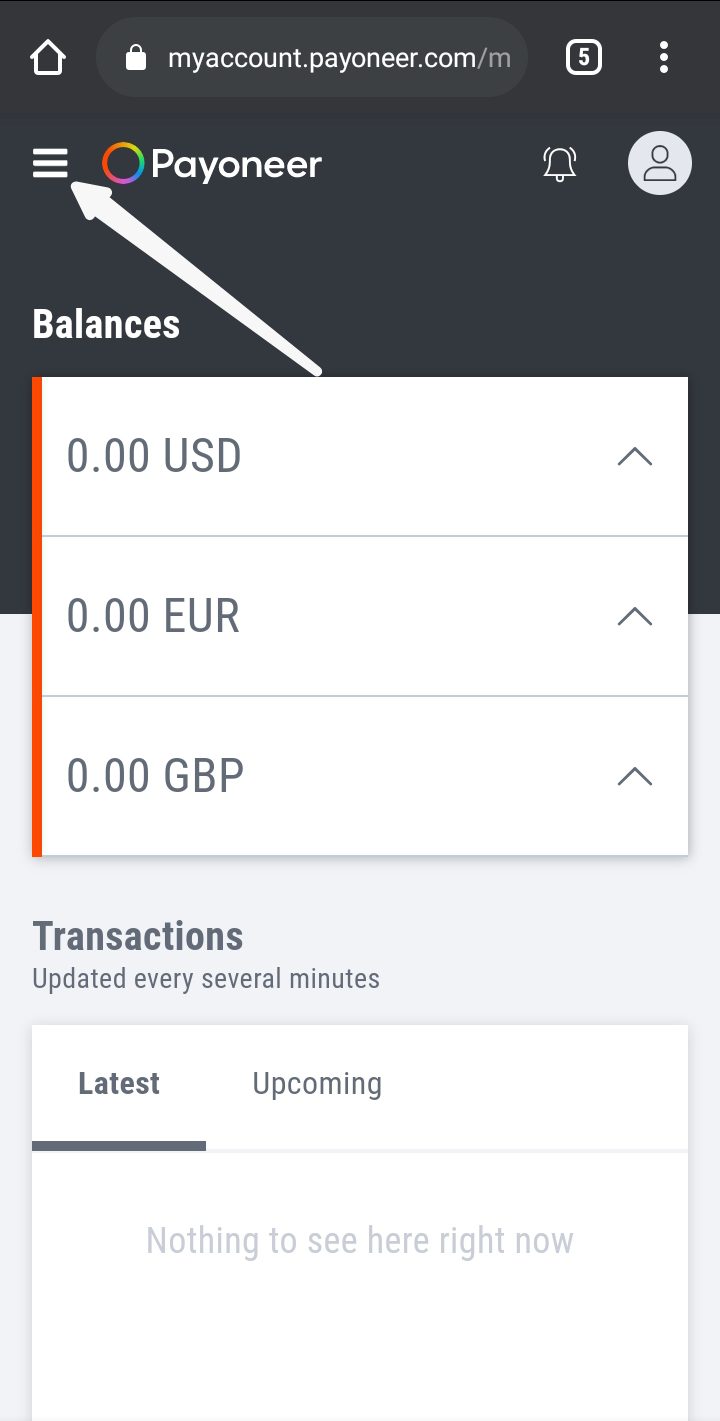 myaccount.payoneer.com/m
5
Payoneer
Balances
0.00 USD
0.00 EUR
0.00 GBP
Transactions
Updated every several minutes
Latest Upcoming
Nothing to see here right now